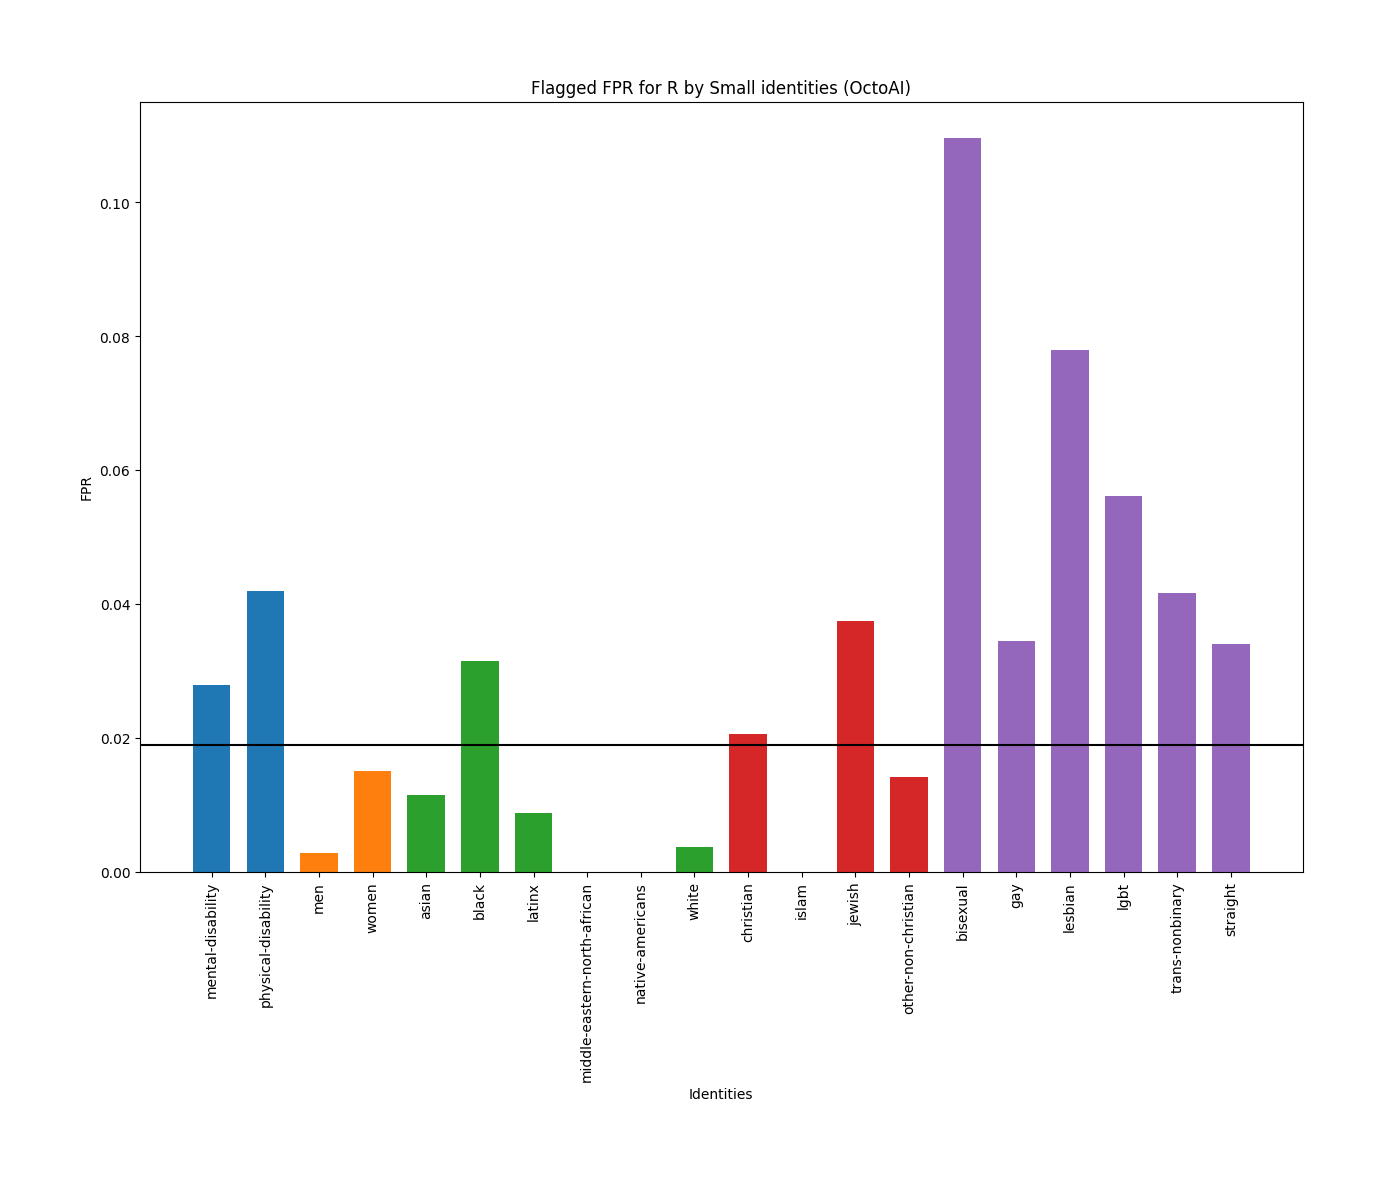 Flagged FPR for R by Small identities (OctoAI)
FPR
0.10
0.08
0.06
0.04
0.02
0.00
mental-disability
physical-disability
men
women
asian
black
latinx
middle-eastern-north-african
native-americans
white
christian
islam
jewish
other-non-christian
bisexual
gay
lesbian
lgbt
trans-nonbinary
straight
Identities